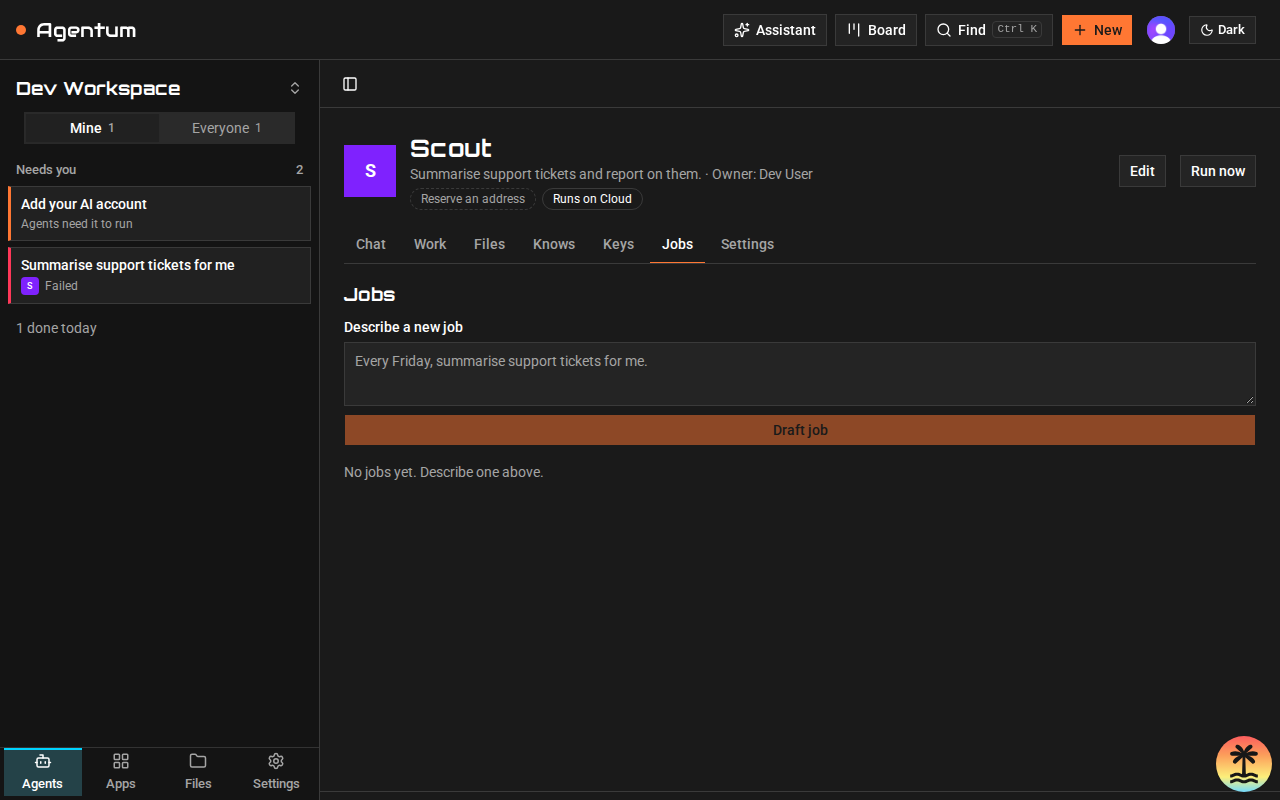 Agentum
Assistant
Board
Find Ctrl K
New
Dark
Dev Workspace
Mine 1
Everyone 1
Needs you 2
Add your AI account
Agents need it to run
Summarise support tickets for me
S Failed
1 done today
Agents
Apps
Files
Settings
S
Scout
Summarise support tickets and report on them. · Owner: Dev User
Reserve an address
Runs on Cloud
Edit
Run now
Chat
Work
Files
Knows
Keys
Jobs
Settings
Jobs
Describe a new job
Every Friday, summarise support tickets for me.
Draft job
No jobs yet. Describe one above.